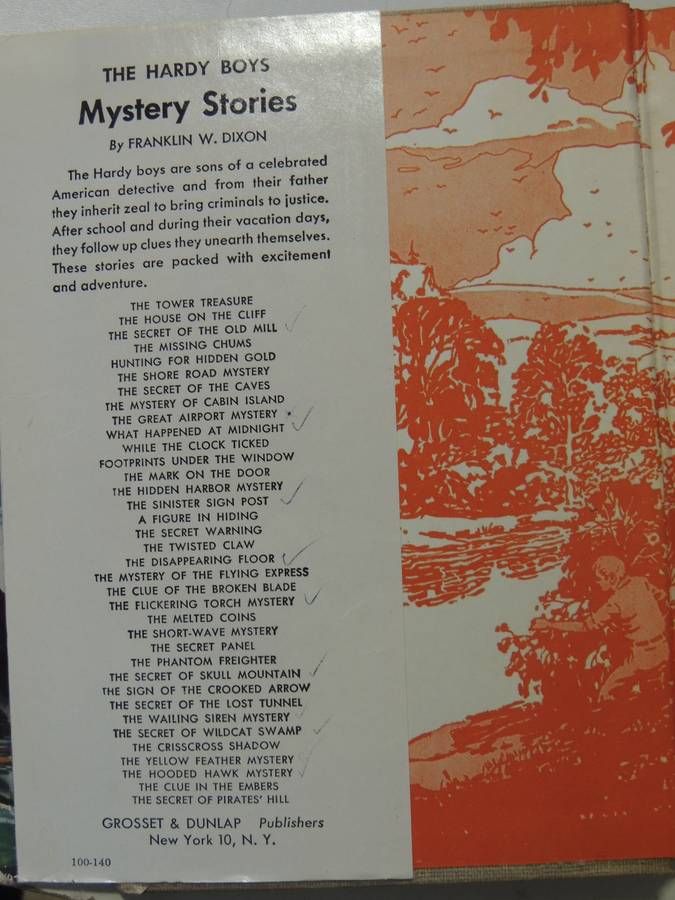 THE HARDY BOYS
Mystery Stories
By FRANKLIN W. DIXON
The Hardy boys are sons of a celebrated
American detective and from their father
they inherit zeal to bring criminals to justice.
After school and during their vacation days,
they follow up clues they unearth themselves.
These stories are packed with excitement
and adventure.
THE TOWER TREASURE
THE HOUSE ON THE CLIFF
THE SECRET OF THE OLD MILL
THE MISSING CHUMS
HUNTING FOR HIDDEN GOLD
THE SHORE ROAD MYSTERY
THE SECRET OF THE CAVES
THE MYSTERY OF CABIN ISLAND
THE GREAT AIRPORT MYSTERY
WHAT HAPPENED AT MIDNIGHT
WHILE THE CLOCK TICKED
FOOTPRINTS UNDER THE WINDOW
THE MARK ON THE DOOR
THE HIDDEN HARBOR MYSTERY
THE SINISTER SIGN POST
A FIGURE IN HIDING
THE SECRET WARNING
THE TWISTED CLAW
THE DISAPPEARING FLOOR
THE MYSTERY OF THE FLYING EXPRESS
THE CLUE OF THE BROKEN BLADE
THE FLICKERING TORCH MYSTERY
THE MELTED COINS
THE SHORT-WAVE MYSTERY
THE SECRET PANEL
THE PHANTOM FREIGHTER
THE SECRET OF SKULL MOUNTAIN
THE SIGN OF THE CROOKED ARROW
THE SECRET OF THE LOST TUNNEL
THE WAILING SIREN MYSTERY
THE SECRET OF WILDCAT SWAMP
THE CRISSCROSS SHADOW
THE YELLOW FEATHER MYSTERY
THE HOODED HAWK MYSTERY
THE CLUE IN THE EMBERS
THE SECRET OF PIRATES' HILL
GROSSET & DUNLAP Publishers
New York 10, N. Y.
100-140